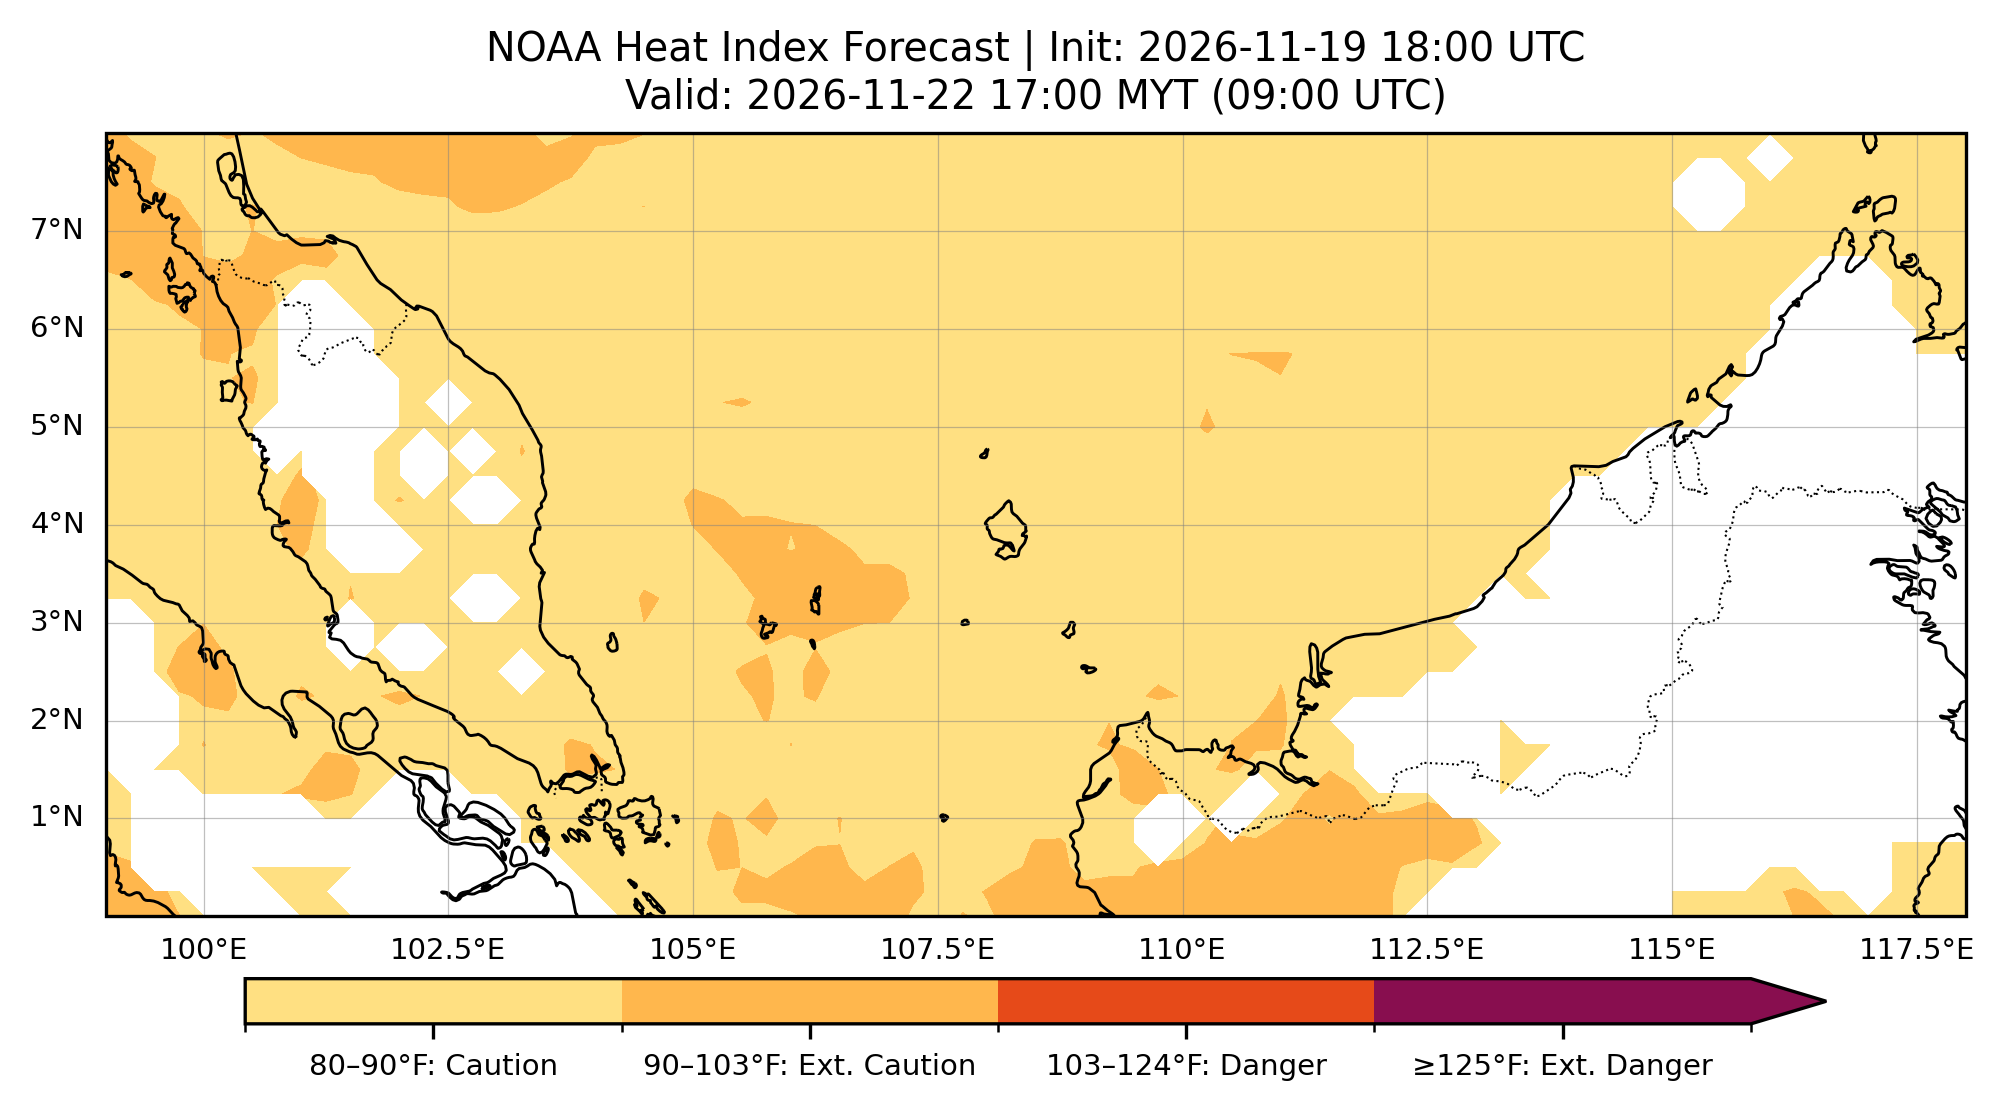 NOAA Heat Index Forecast | Init: 2026-11-19 18:00 UTC
Valid: 2026-11-22 17:00 MYT (09:00 UTC)
7°N
6°N
5°N
4°N
3°N
2°N
1°N
100°E 102.5°E 105°E 107.5°E 110°E 112.5°E 115°E 117.5°E
80–90°F: Caution 90–103°F: Ext. Caution 103–124°F: Danger ≥125°F: Ext. Danger